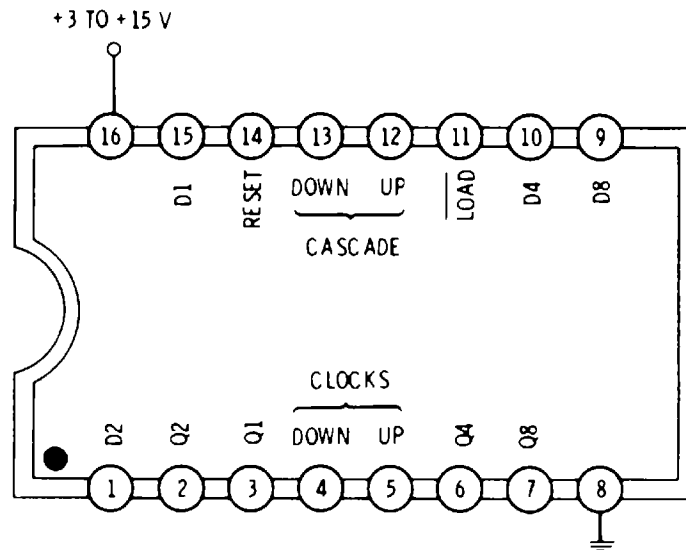 +3 TO +15 V
16 15 14 13 12 11 10 9
D1 RESET DOWN UP LOAD D4 D8
CASCADE
CLOCKS
D2 Q2 Q1 DOWN UP Q4 Q8
1 2 3 4 5 6 7 8